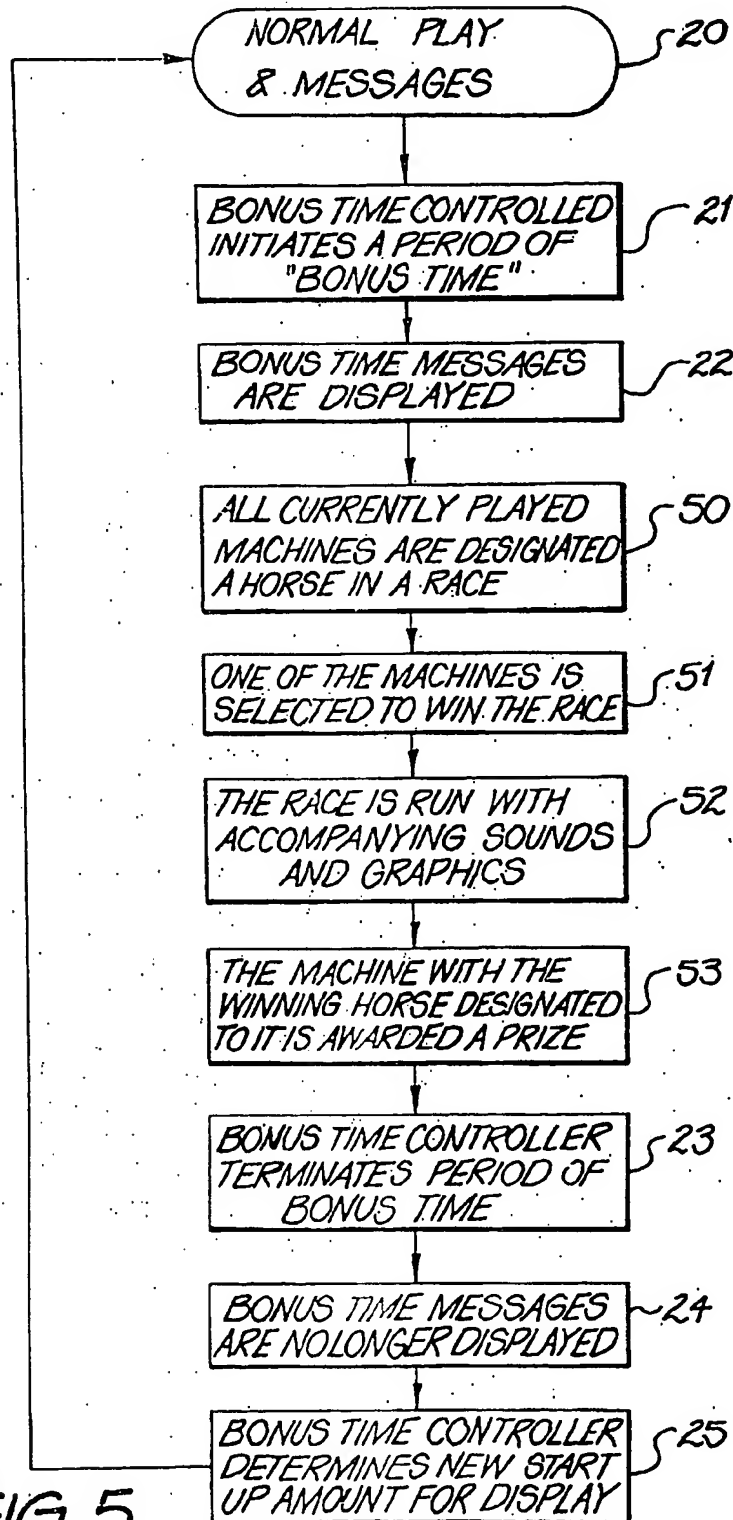 NORMAL PLAY
& MESSAGES
20
BONUS TIME CONTROLLED
INITIATES A PERIOD OF
"BONUS TIME"
21
BONUS TIME MESSAGES
ARE DISPLAYED
22
ALL CURRENTLY PLAYED
MACHINES ARE DESIGNATED
A HORSE IN A RACE
50
ONE OF THE MACHINES IS
SELECTED TO WIN THE RACE
51
THE RACE IS RUN WITH
ACCOMPANYING SOUNDS
AND GRAPHICS
52
THE MACHINE WITH THE
WINNING HORSE DESIGNATED
TO IT IS AWARDED A PRIZE
53
BONUS TIME CONTROLLER
TERMINATES PERIOD OF
BONUS TIME
23
BONUS TIME MESSAGES
ARE NO LONGER DISPLAYED
24
BONUS TIME CONTROLLER
DETERMINES NEW START
UP AMOUNT FOR DISPLAY
25
FIG. 5